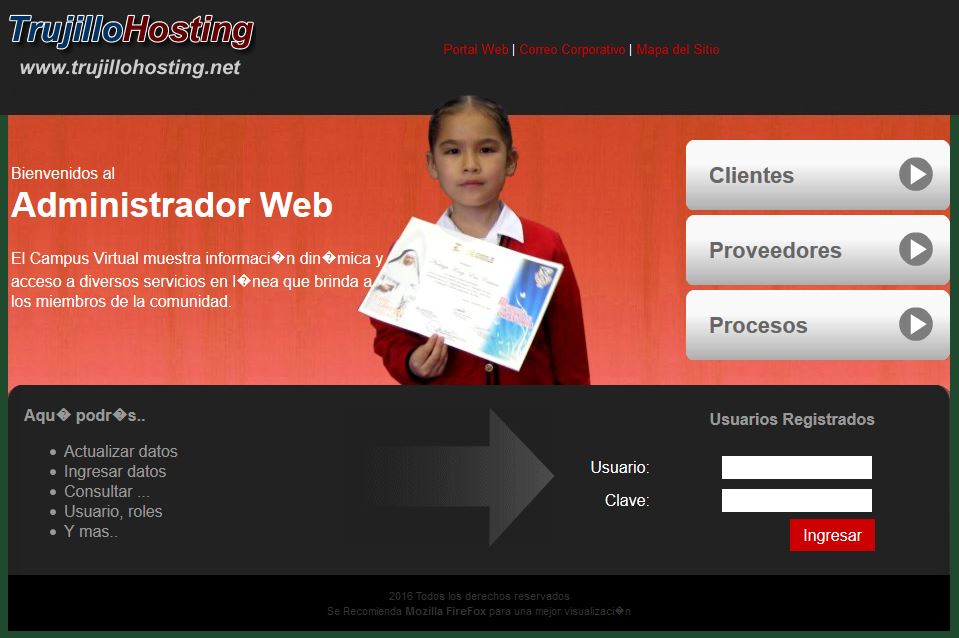 TrujilloHosting
www.trujillohosting.net
Portal Web | Correo Corporativo | Mapa del Sitio
Bienvenidos al
Administrador Web
El Campus Virtual muestra informaci�n din�mica y
acceso a diversos servicios en l�nea que brinda a
los miembros de la comunidad.
Clientes
Proveedores
Procesos
Aqu� podr�s..
Actualizar datos
Ingresar datos
Consultar ...
Usuario, roles
Y mas..
Usuarios Registrados
Usuario:
Clave:
Ingresar
2016 Todos los derechos reservados
Se Recomienda Mozilla FireFox para una mejor visualizaci�n